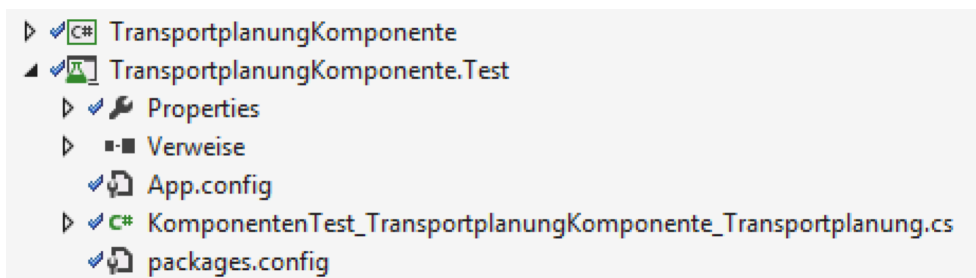 C# TransportplanungKomponente
TransportplanungKomponente.Test
Properties
Verweise
App.config
C# KomponentenTest_TransportplanungKomponente_Transportplanung.cs
packages.config